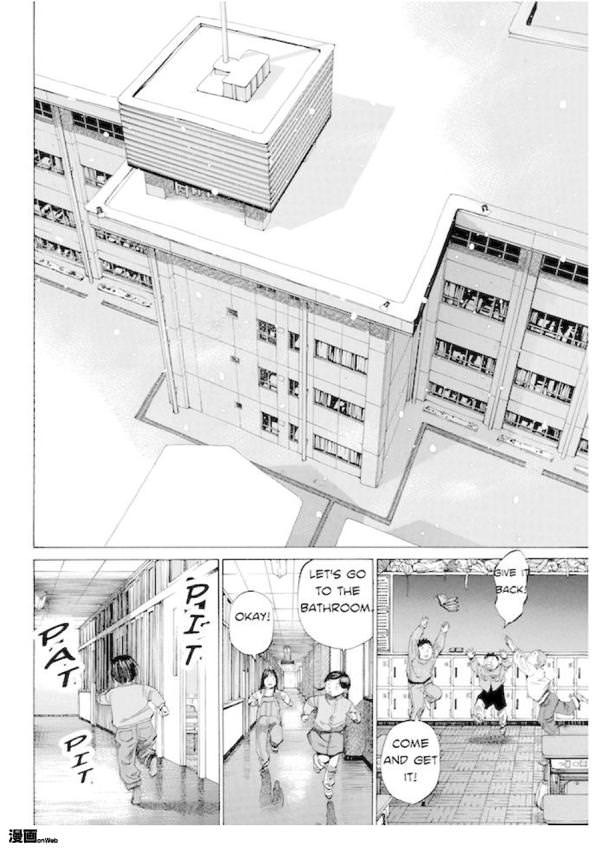 GIVE IT
BACK!
COME
AND GET
IT!
LET'S GO
TO THE
BATHROOM.
OKAY!
PIT.
PAT.
PIT
漫画onWeb